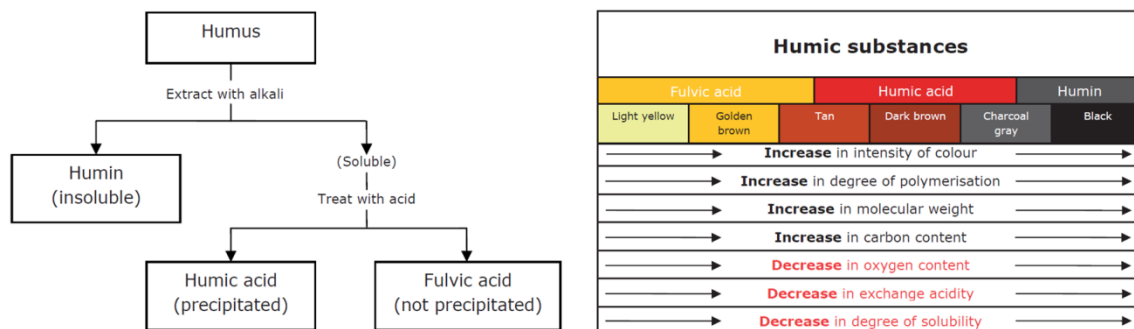 Humus
Extract with alkali
Humin
(insoluble)
(Soluble)
Treat with acid
Humic acid
(precipitated)
Fulvic acid
(not precipitated)
Humic substances
Fulvic acid
Humic acid
Humin
Light yellow
Golden
brown
Tan
Dark brown
Charcoal
gray
Black
Increase in intensity of colour
Increase in degree of polymerisation
Increase in molecular weight
Increase in carbon content
Decrease in oxygen content
Decrease in exchange acidity
Decrease in degree of solubility